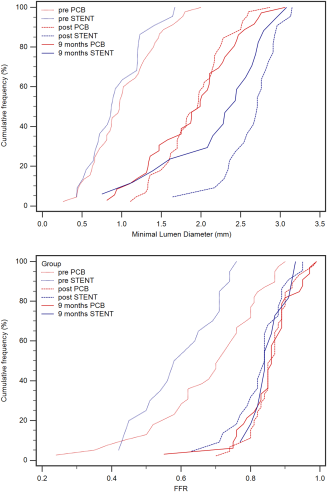 pre PCB
pre STENT
post PCB
post STENT
9 months PCB
9 months STENT
Cumulative frequency (%)
100
80
60
40
20
0
0.0 0.5 1.0 1.5 2.0 2.5 3.0 3.5
Minimal Lumen Diameter (mm)
Group
pre PCB
pre STENT
post PCB
post STENT
9 months PCB
9 months STENT
Cumulative frequency (%)
100
80
60
40
20
0
0.2 0.4 0.6 0.8 1.0
FFR